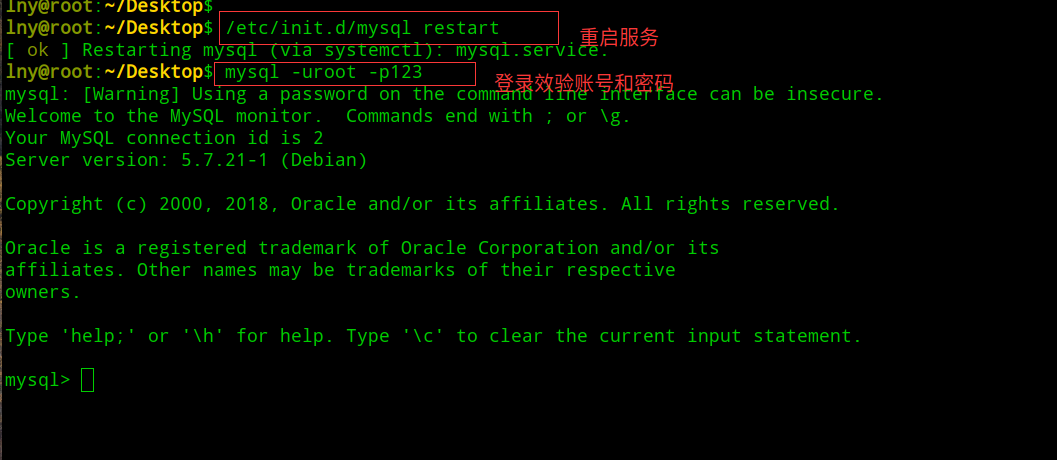 lny@root:~/Desktop$
lny@root:~/Desktop$ /etc/init.d/mysql restart 重启服务
[ ok ] Restarting mysql (via systemctl): mysql.service.
lny@root:~/Desktop$ mysql -uroot -p123 登录效验账号和密码
mysql: [Warning] Using a password on the command line interface can be insecure.
Welcome to the MySQL monitor.  Commands end with ; or \g.
Your MySQL connection id is 2
Server version: 5.7.21-1 (Debian)
Copyright (c) 2000, 2018, Oracle and/or its affiliates. All rights reserved.
Oracle is a registered trademark of Oracle Corporation and/or its
affiliates. Other names may be trademarks of their respective
owners.
Type 'help;' or '\h' for help. Type '\c' to clear the current input statement.
mysql>